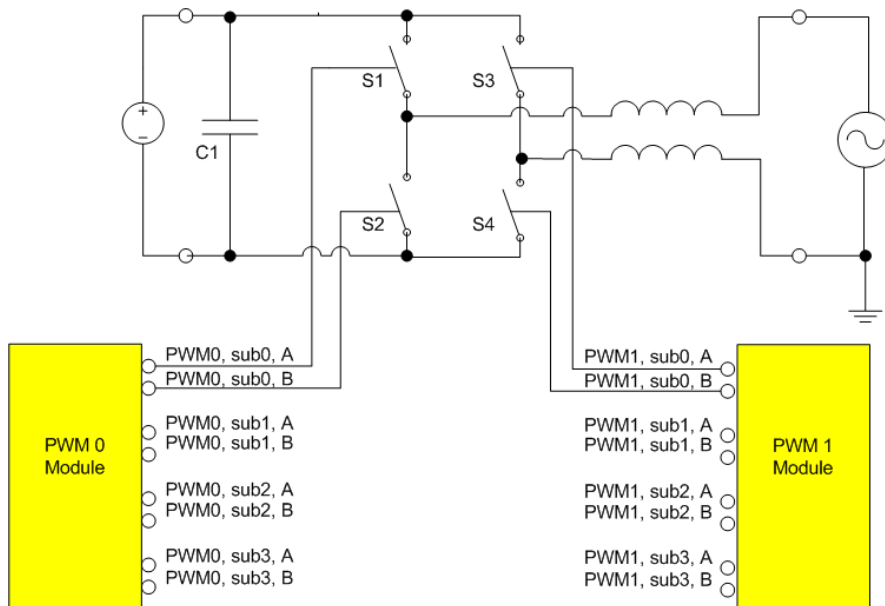 +
−
C1
S1
S3
S2
S4
PWM0, sub0, A
PWM0, sub0, B
PWM0, sub1, A
PWM0, sub1, B
PWM0, sub2, A
PWM0, sub2, B
PWM0, sub3, A
PWM0, sub3, B
PWM 0
Module
PWM1, sub0, A
PWM1, sub0, B
PWM1, sub1, A
PWM1, sub1, B
PWM1, sub2, A
PWM1, sub2, B
PWM1, sub3, A
PWM1, sub3, B
PWM 1
Module